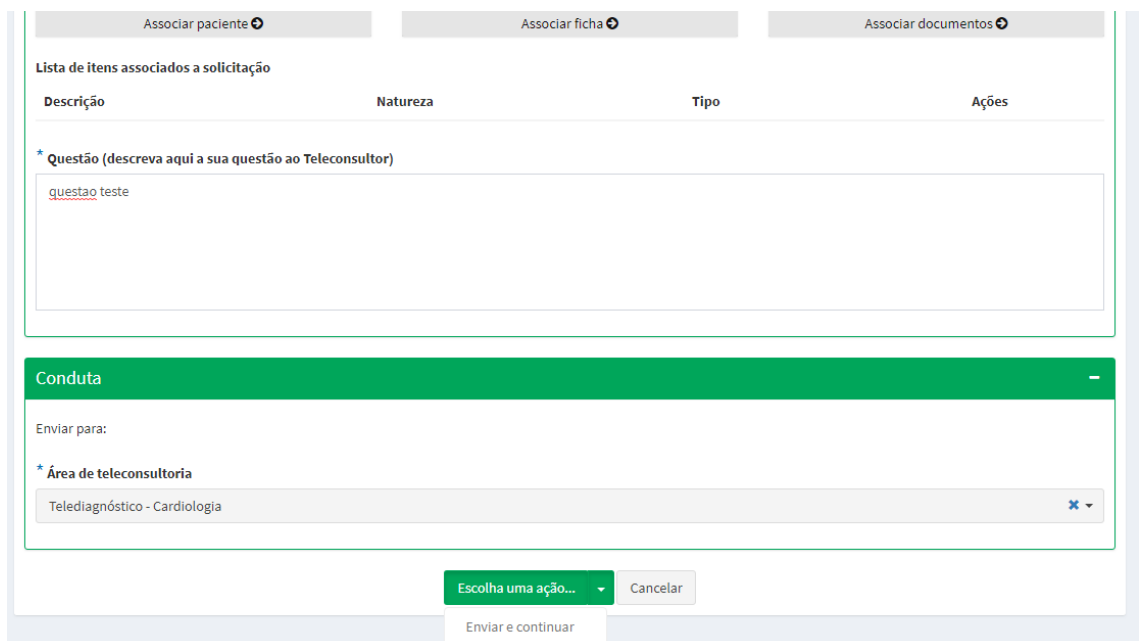 Associar paciente
Associar ficha
Associar documentos
Lista de itens associados a solicitação
Descrição Natureza Tipo Ações
* Questão (descreva aqui a sua questão ao Teleconsultor)
questao teste
Conduta
Enviar para:
* Área de teleconsultoria
Telediagnóstico - Cardiologia
Escolha uma ação... Cancelar
Enviar e continuar